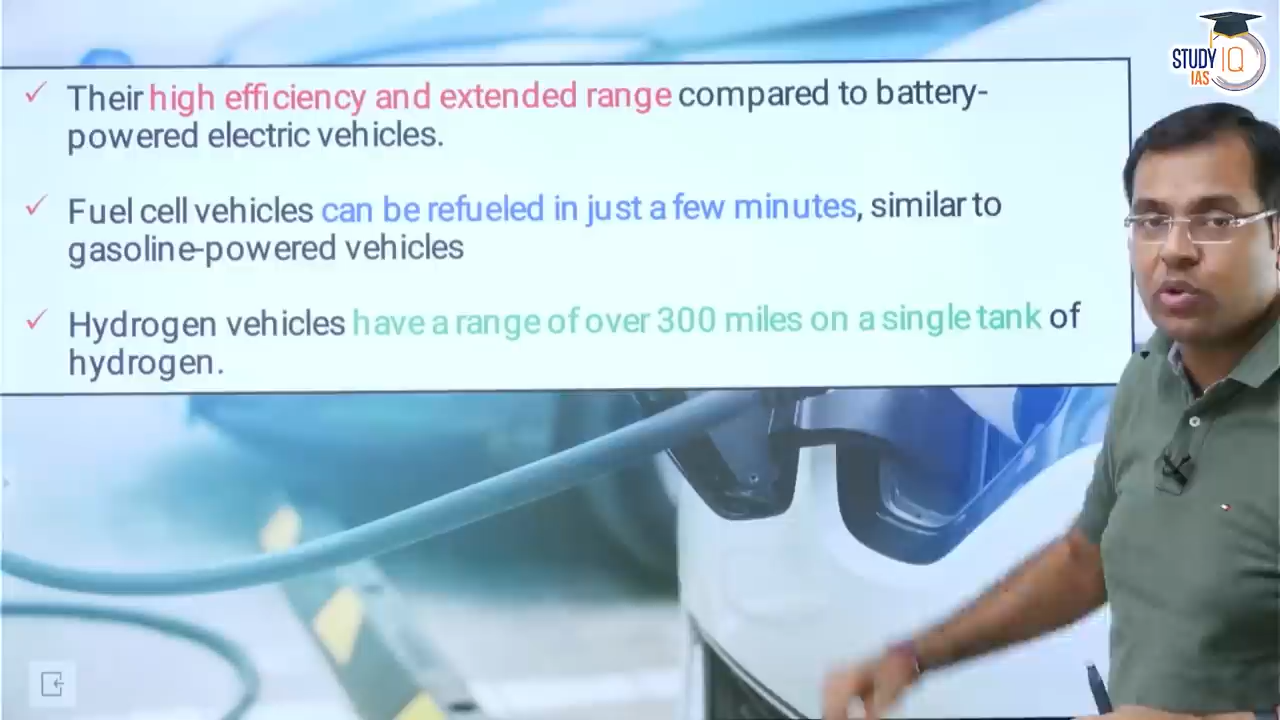 STUDY IQ
IAS
Their high efficiency and extended range compared to battery-
powered electric vehicles.
Fuel cell vehicles can be refueled in just a few minutes, similar to
gasoline-powered vehicles
Hydrogen vehicles have a range of over 300 miles on a single tank of
hydrogen.